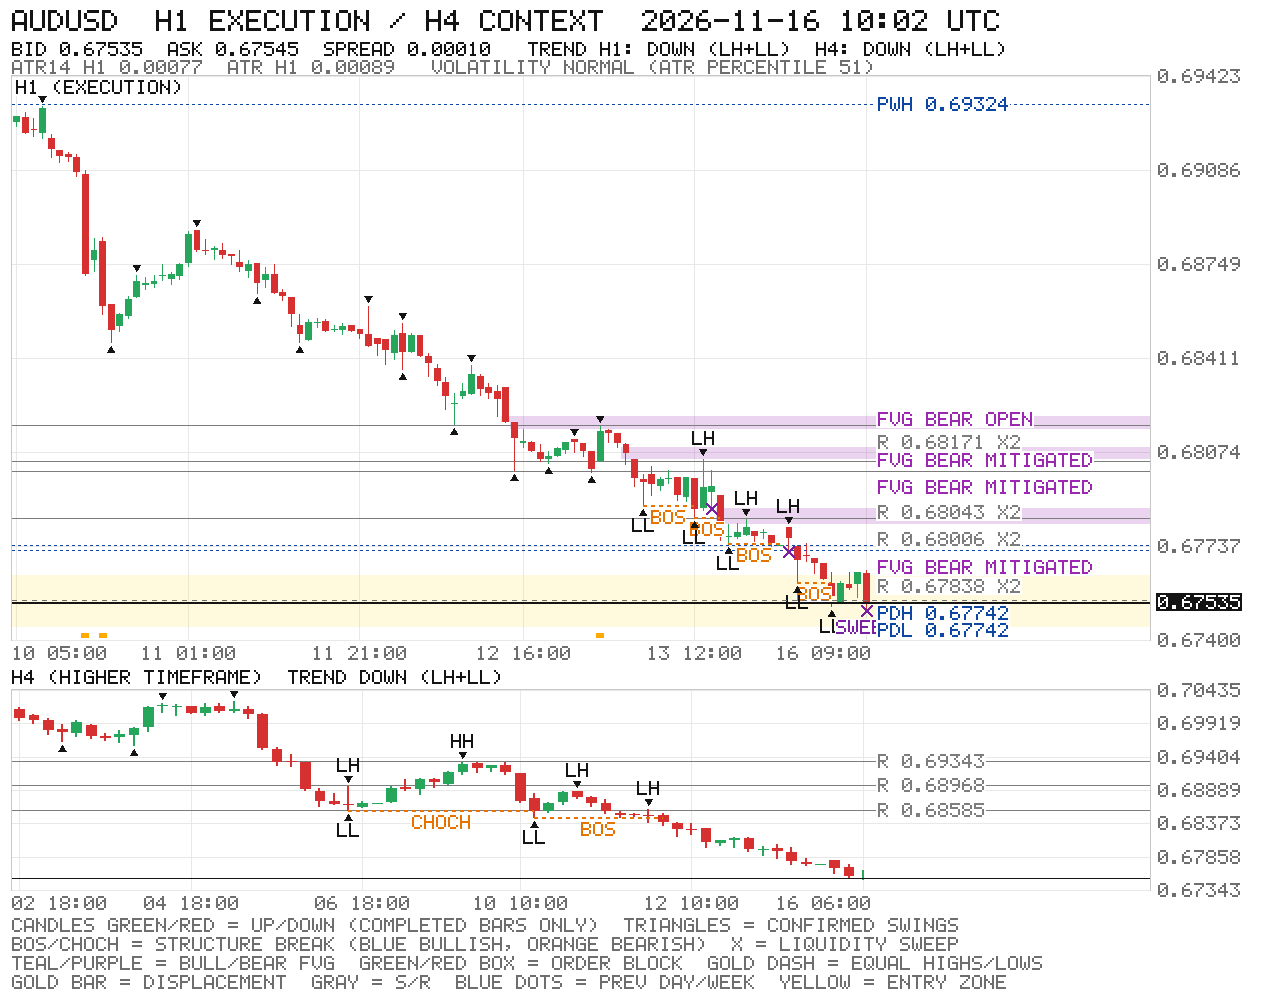 AUDUSD  H1 EXECUTION / H4 CONTEXT  2026-11-16 10:02 UTC
BID 0.67535  ASK 0.67545  SPREAD 0.00010  TREND H1: DOWN (LH+LL)  H4: DOWN (LH+LL)
ATR14 H1 0.00077  ATR H1 0.00089  VOLATILITY NORMAL (ATR PERCENTILE 51)
H1 (EXECUTION)
0.69423
PWH 0.69324
0.69086
0.68749
0.68411
FVG BEAR OPEN
LH
R 0.68171 X2
0.68074
FVG BEAR MITIGATED
FVG BEAR MITIGATED
LH
LH
R 0.68043 X2
LL
BOS
BOS
LL
R 0.68006 X2
0.67737
BOS
LL
FVG BEAR MITIGATED
R 0.67838 X2
BOS
LL
0.67535
PDH 0.67742
LL
SWEE
PDL 0.67742
0.67400
10 05:00  11 01:00  11 21:00  12 16:00  13 12:00  16 09:00
H4 (HIGHER TIMEFRAME)  TREND DOWN (LH+LL)
0.70435
0.69919
HH
0.69404
R 0.69343
LH
LH
LH
R 0.68968
0.68889
R 0.68585
CHOCH
0.68373
LL
BOS
LL
0.67858
0.67343
02 18:00  04 18:00  06 18:00  10 10:00  12 10:00  16 06:00
CANDLES GREEN/RED = UP/DOWN (COMPLETED BARS ONLY)  TRIANGLES = CONFIRMED SWINGS
BOS/CHOCH = STRUCTURE BREAK (BLUE BULLISH, ORANGE BEARISH)  X = LIQUIDITY SWEEP
TEAL/PURPLE = BULL/BEAR FVG  GREEN/RED BOX = ORDER BLOCK  GOLD DASH = EQUAL HIGHS/LOWS
GOLD BAR = DISPLACEMENT  GRAY = S/R  BLUE DOTS = PREV DAY/WEEK  YELLOW = ENTRY ZONE